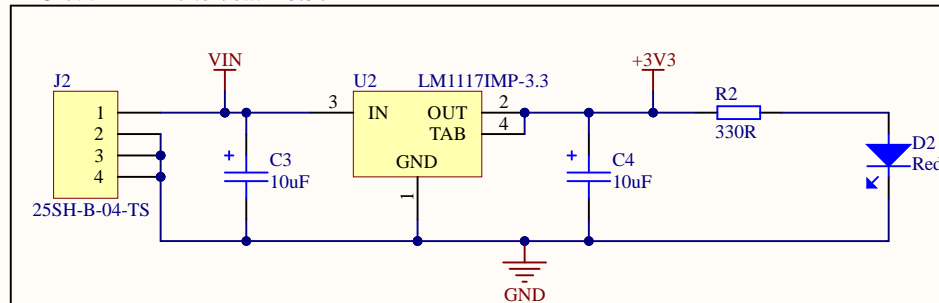 VIN
+3V3
J2
U2
LM1117IMP-3.3
R2
1
2
3
4
3
IN
OUT
2
TAB
4
GND
1
330R
C3
10uF
C4
10uF
D2
Red
25SH-B-04-TS
GND